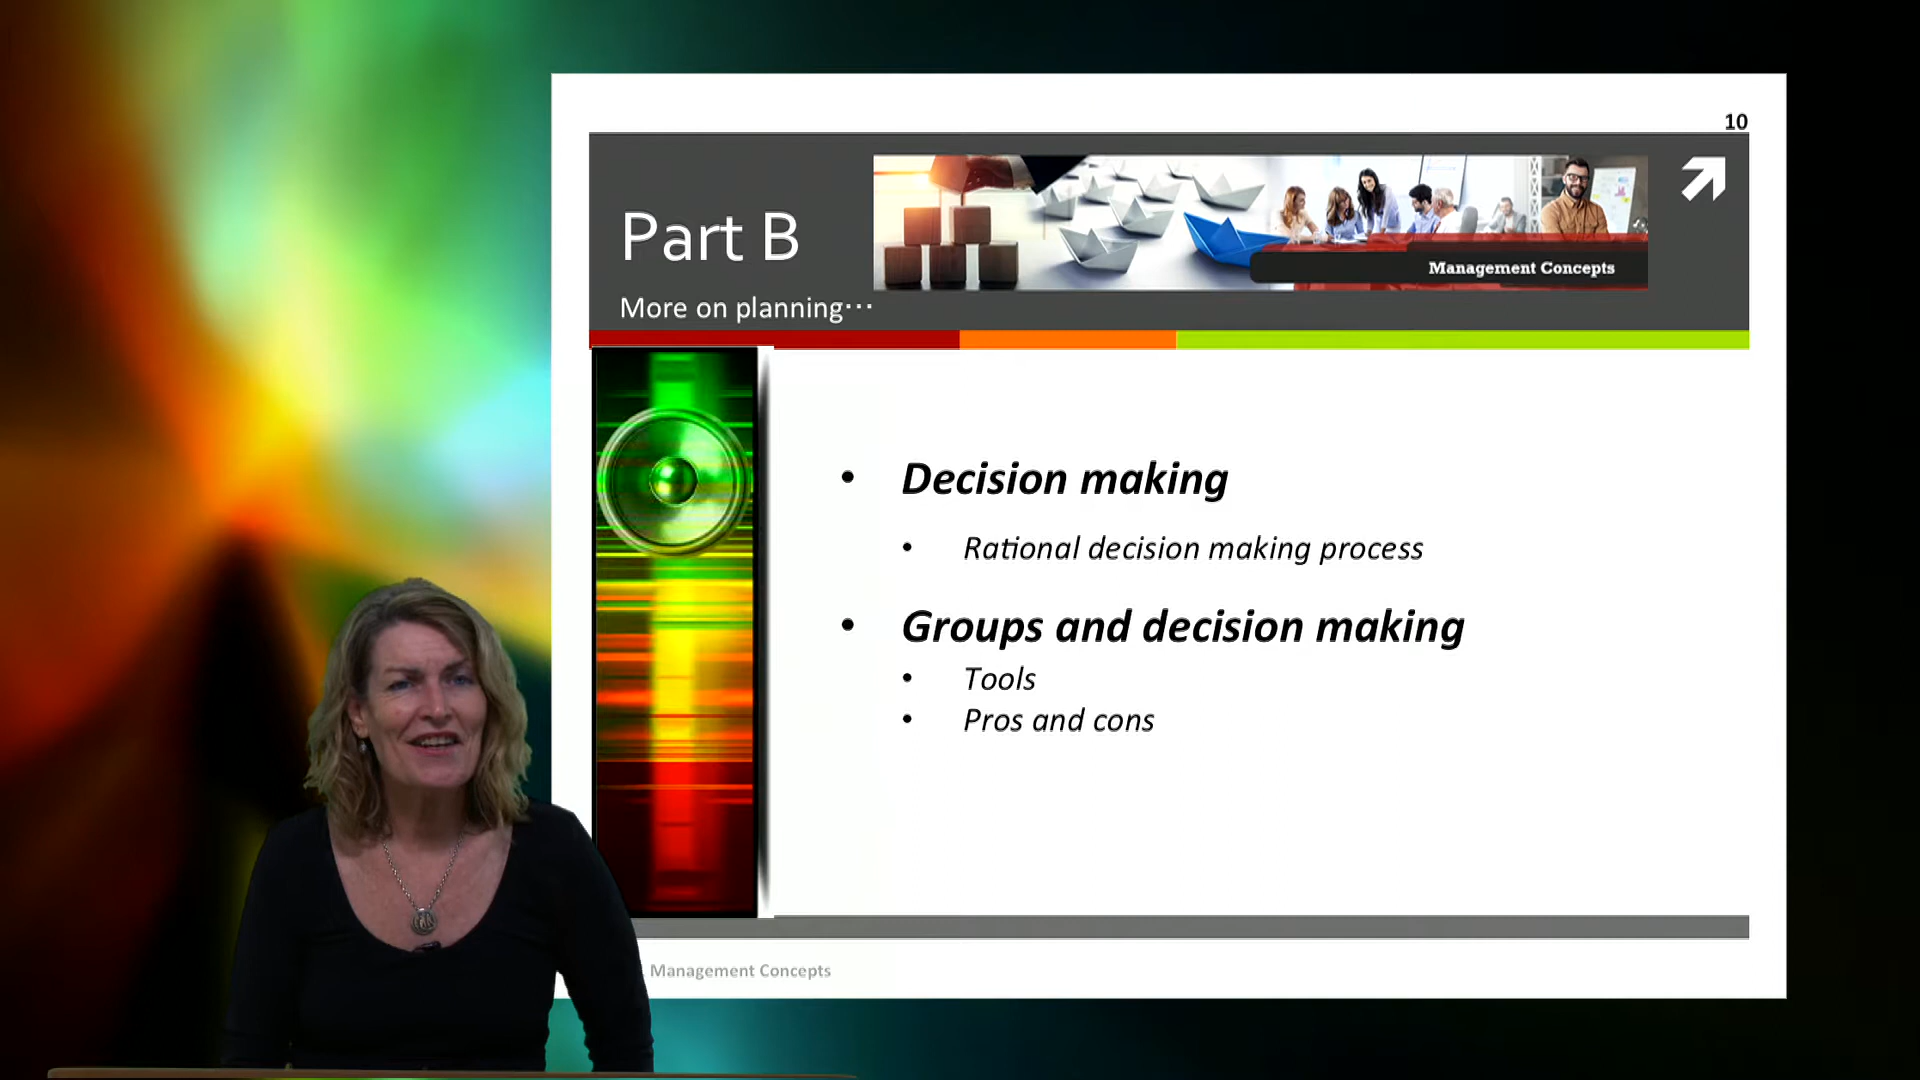 10
Part B
Management Concepts
More on planning...
• Decision making
• Rational decision making process
• Groups and decision making
• Tools
• Pros and cons
Management Concepts